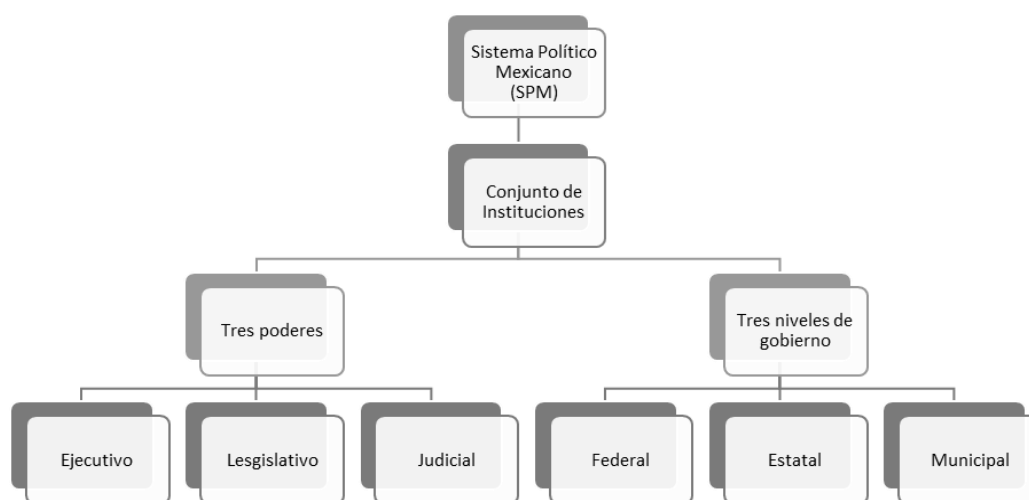 Sistema Político
Mexicano
(SPM)
Conjunto de
Instituciones
Tres poderes
Tres niveles de
gobierno
Ejecutivo
Lesgislativo
Judicial
Federal
Estatal
Municipal